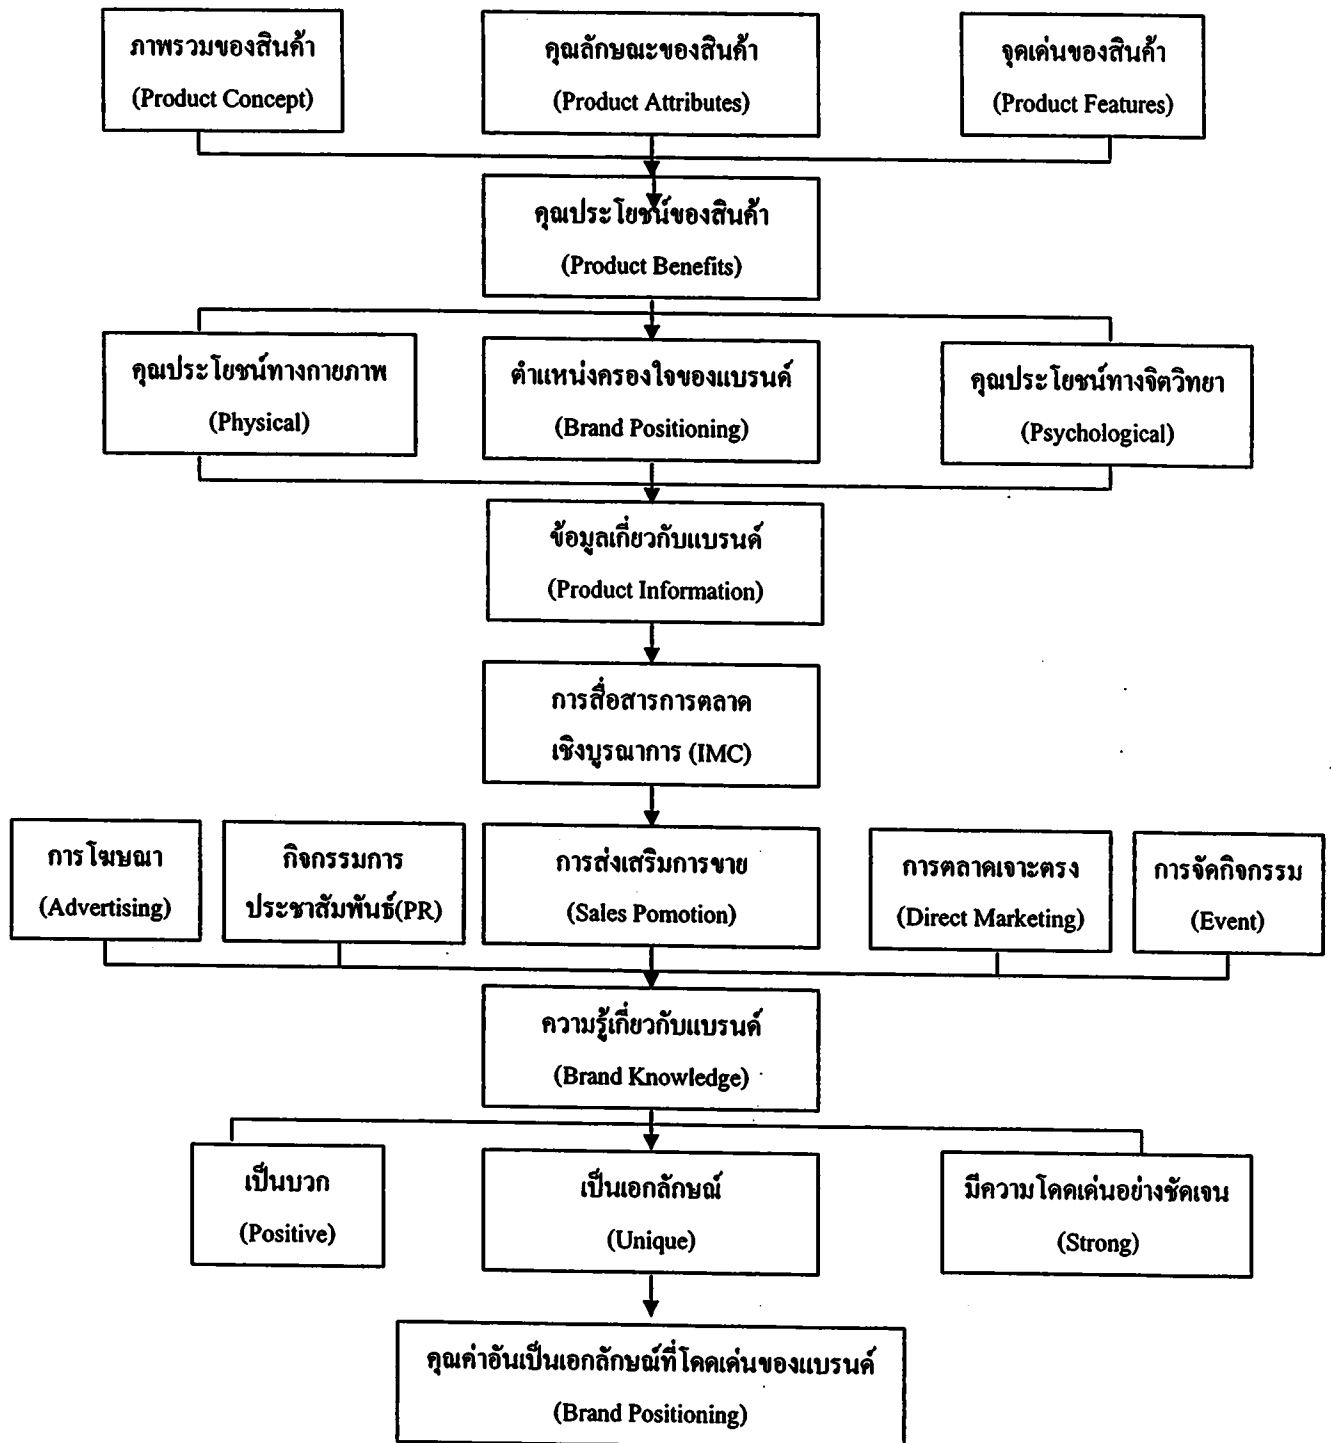 ภาพรวมของสินค้า
(Product Concept)
คุณลักษณะของสินค้า
(Product Attributes)
จุดเด่นของสินค้า
(Product Features)
คุณประโยชน์ของสินค้า
(Product Benefits)
คุณประโยชน์ทางกายภาพ
(Physical)
ตำแหน่งครองใจของแบรนด์
(Brand Positioning)
คุณประโยชน์ทางจิตวิทยา
(Psychological)
ข้อมูลเกี่ยวกับแบรนด์
(Product Information)
การสื่อสารการตลาด
เชิงบูรณาการ (IMC)
การโฆษณา
(Advertising)
กิจกรรมการ
ประชาสัมพันธ์(PR)
การส่งเสริมการขาย
(Sales Pomotion)
การตลาดเจาะตรง
(Direct Marketing)
การจัดกิจกรรม
(Event)
ความรู้เกี่ยวกับแบรนด์
(Brand Knowledge)
เป็นบวก
(Positive)
เป็นเอกลักษณ์
(Unique)
มีความโดดเด่นอย่างชัดเจน
(Strong)
คุณค่าอันเป็นเอกลักษณ์ที่โดดเด่นของแบรนด์
(Brand Positioning)